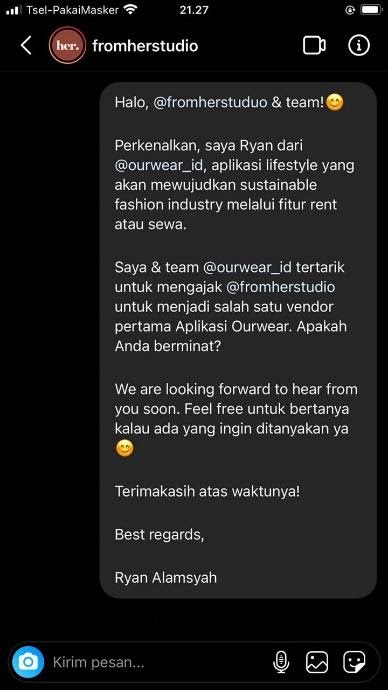 Tsel-PakaiMasker 21.27
her. fromherstudio
Halo, @fromherstuduo & team!😊
Perkenalkan, saya Ryan dari
@ourwear_id, aplikasi lifestyle yang
akan mewujudkan sustainable
fashion industry melalui fitur rent
atau sewa.
Saya & team @ourwear_id tertarik
untuk mengajak @fromherstudio
untuk menjadi salah satu vendor
pertama Aplikasi Ourwear. Apakah
Anda berminat?
We are looking forward to hear from
you soon. Feel free untuk bertanya
kalau ada yang ingin ditanyakan ya
😊
Terimakasih atas waktunya!
Best regards,
Ryan Alamsyah
Kirim pesan...